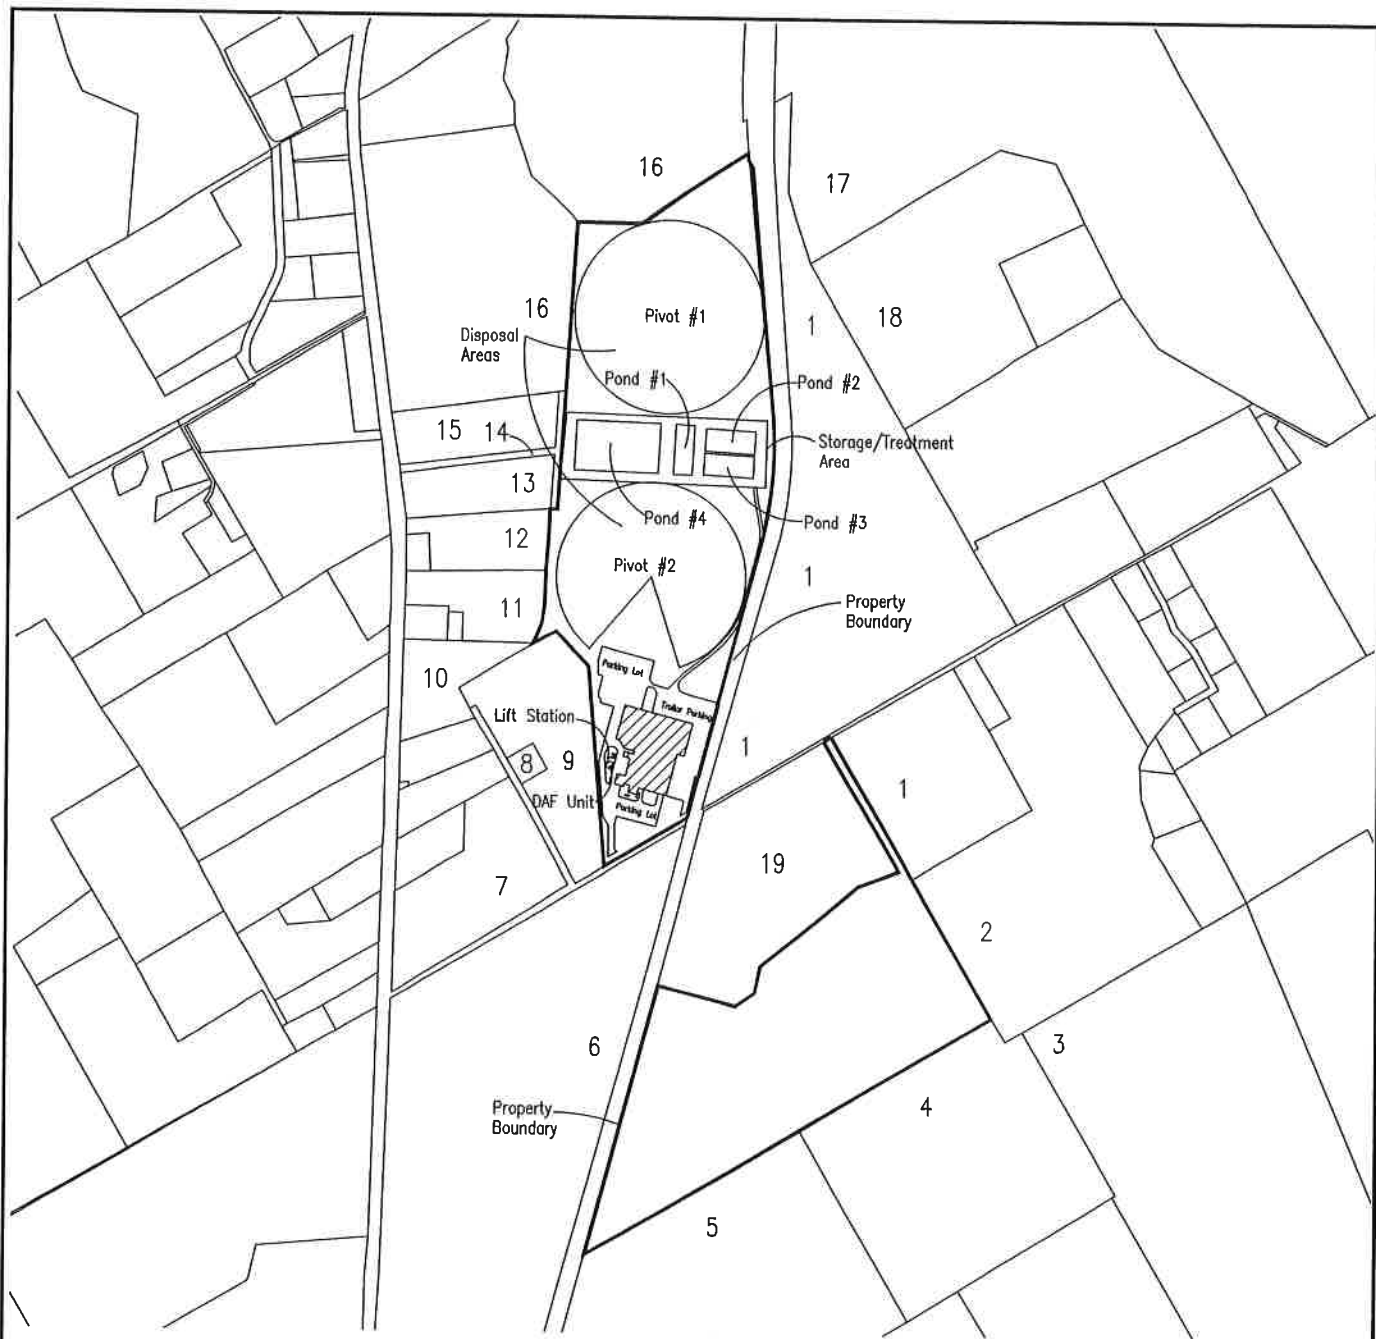 16
17
16
Pivot #1
1
18
Disposal
Areas
Pond #1
Pond #2
15
14
Storage/Treatment
Area
13
Pond #4
Pond #3
12
Pivot #2
1
11
Property
Boundary
Parking Lot
10
Trailer Parking
Lift Station
1
8
9
1
DAF Unit
Parking Lot
19
7
2
6
3
4
Property
Boundary
5